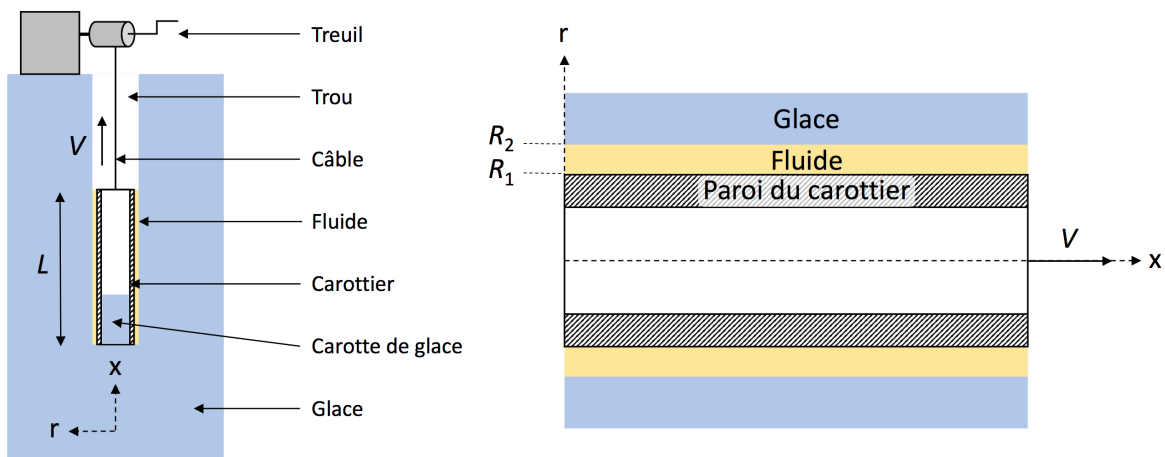 Treuil
Trou
V
Câble
Fluide
L
Carottier
Carotte de glace
x
Glace
r
r
Glace
R2
Fluide
R1
Paroi du carottier
V
x